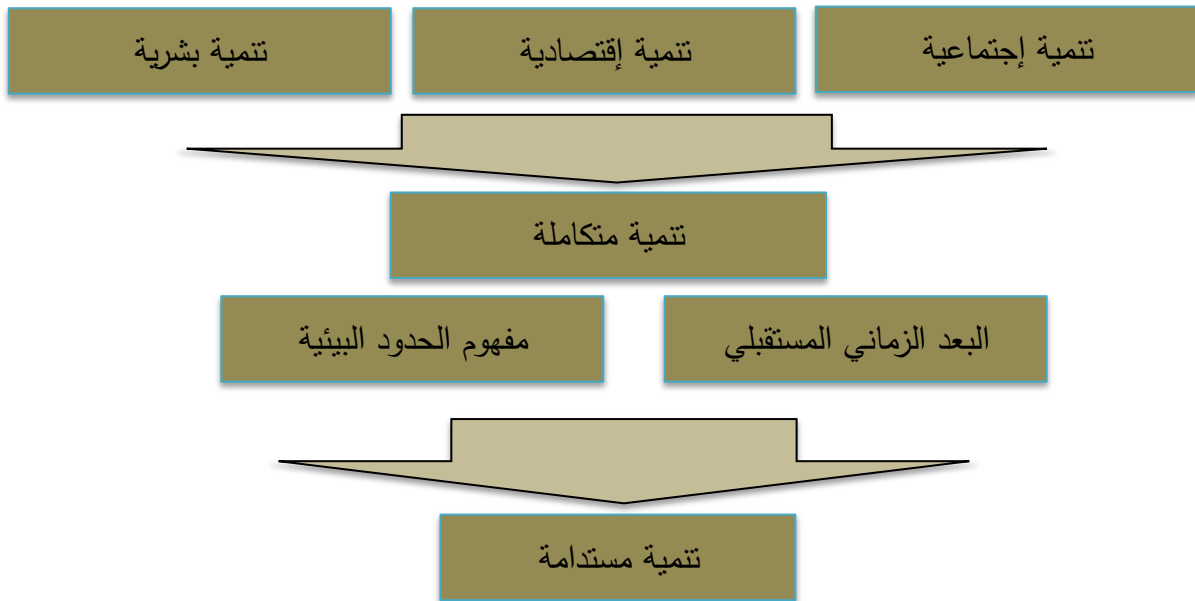 تنمية إجتماعية
تنمية إقتصادية
تنمية بشرية
تنمية متكاملة
البعد الزماني المستقبلي
مفهوم الحدود البيئية
تنمية مستدامة